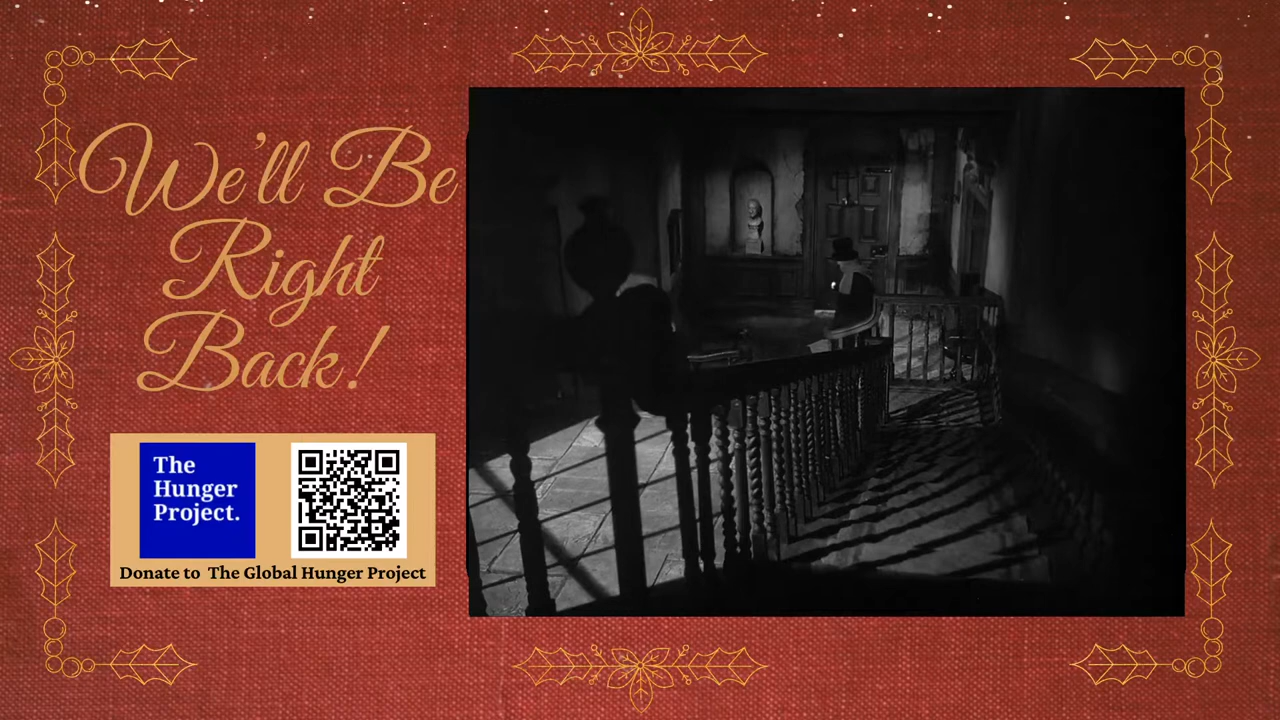 We'll Be
Right
Back!
The
Hunger
Project.
Donate to The Global Hunger Project